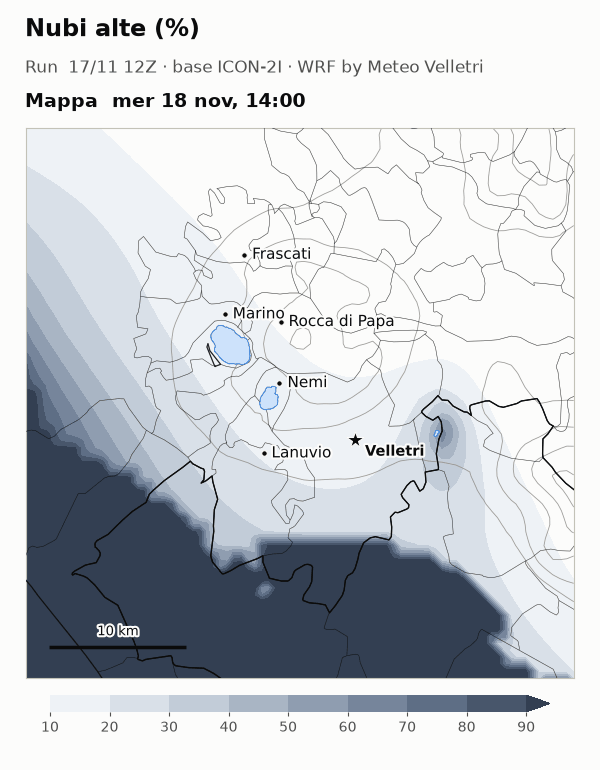 Nubi alte (%)
Run  17/11 12Z · base ICON-2I · WRF by Meteo Velletri
Mappa  mer 18 nov, 14:00
Frascati
Marino
Rocca di Papa
Nemi
Velletri
Lanuvio
10 km
10 20 30 40 50 60 70 80 90